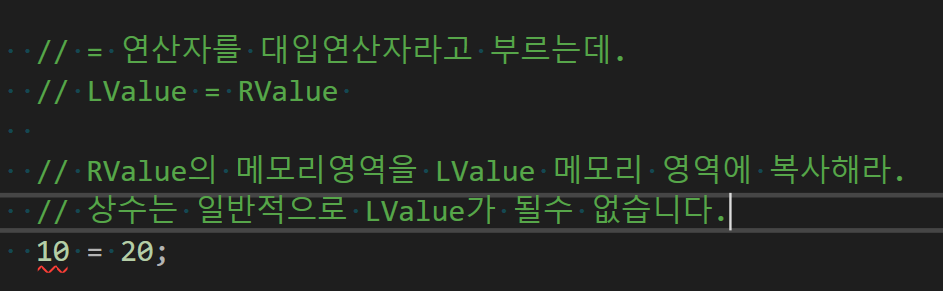 // = 연산자를 대입연산자라고 부르는데.
// LValue = RValue
// RValue의 메모리영역을 LValue 메모리 영역에 복사해라.
// 상수는 일반적으로 LValue가 될수 없습니다.
10 = 20;